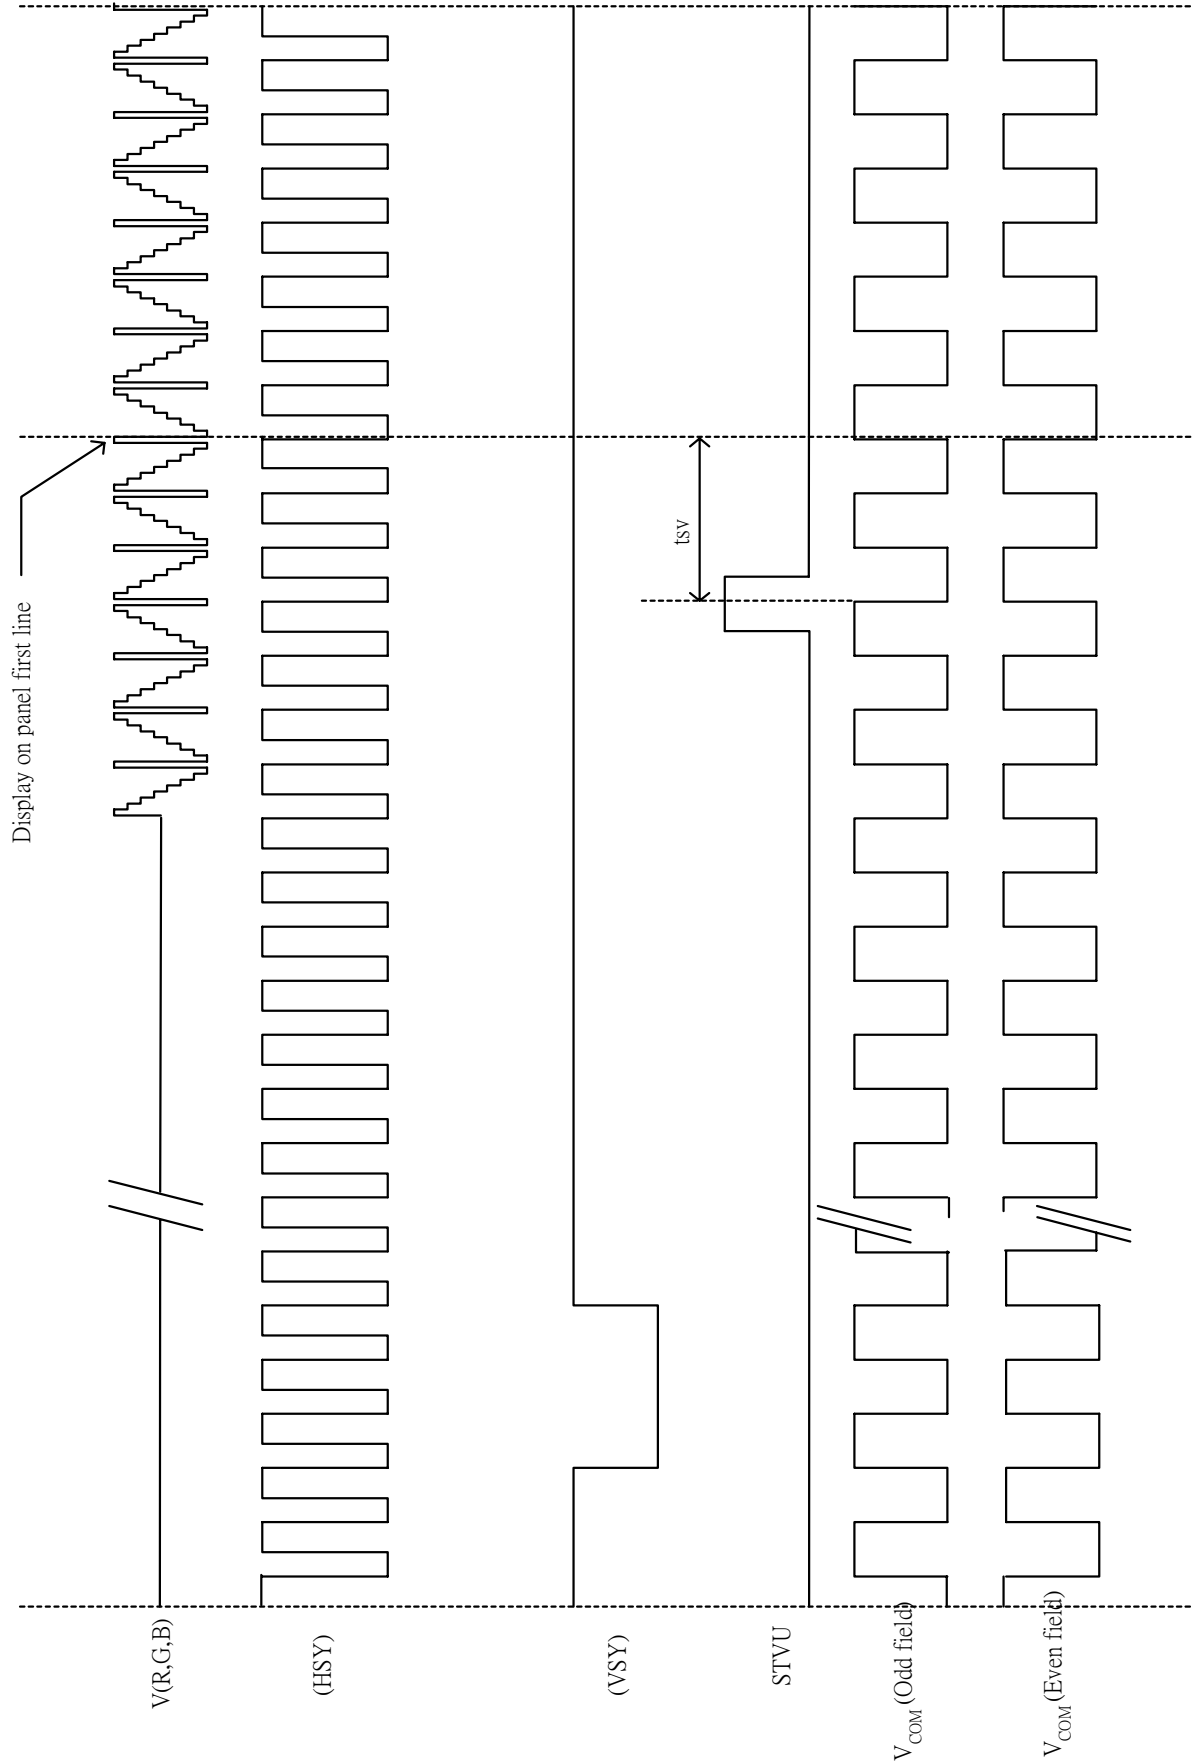 Display on panel first line
V(R,G,B)
(HSY)
(VSY)
tsv
STVU
VCOM (Odd field)
VCOM (Even field)